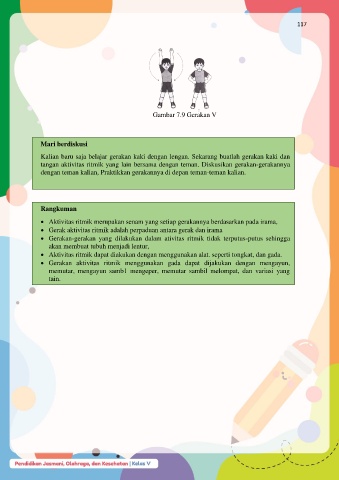 117
Gambar 7.9 Gerakan V
Mari berdiskusi
Kalian baru saja belajar gerakan kaki dengan lengan. Sekarang buatlah gerakan kaki dan
tangan aktivitas ritmik yang lain bersama dengan teman. Diskusikan gerakan-gerakannya
dengan teman kalian. Praktikkan gerakannya di depan teman-teman kalian.
Rangkuman
• Aktivitas ritmik merupakan senam yang setiap gerakannya berdasarkan pada irama.
• Gerak aktivitas ritmik adalah perpaduan antara gerak dan irama
• Gerakan-gerakan yang dilakukan dalam ativitas ritmik tidak terputus-putus sehingga
akan membuat tubuh menjadi lentur.
• Aktivitas ritmik dapat diakukan dengan menggunakan alat. seperti tongkat, dan gada.
• Gerakan aktivitas ritmik menggunakan gada dapat dijakukan dengan mengayun,
memutar, mengayun sambil mengeper, memutar sambil melompat, dan variasi yang
lain.
Pendidikan Jasmani, Olahraga, dan Kesehatan | Kelas V